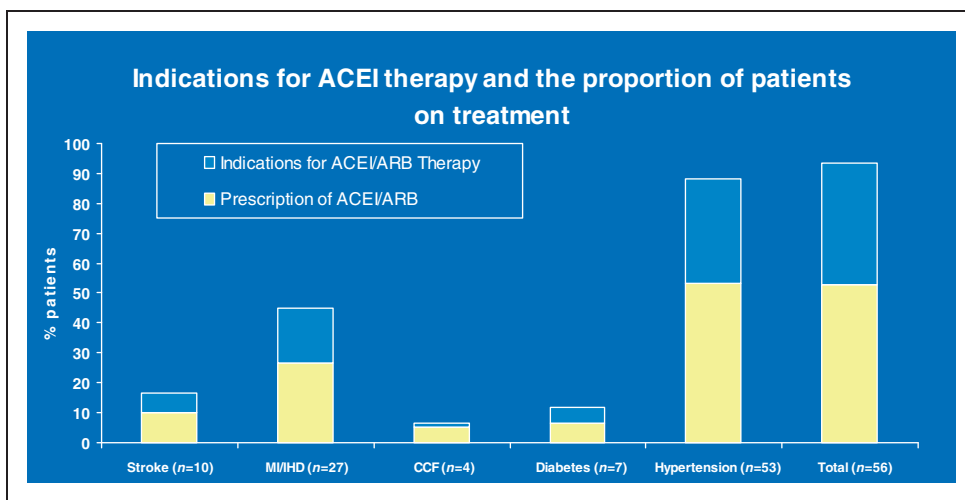 Indications for ACEI therapy and the proportion of patients
on treatment
Indications for ACEI/ARB Therapy
Prescription of ACEI/ARB
% patients
100
90
80
70
60
50
40
30
20
10
0
Stroke (n=10) MI/IHD (n=27) CCF (n=4) Diabetes (n=7) Hypertension (n=53) Total (n=56)